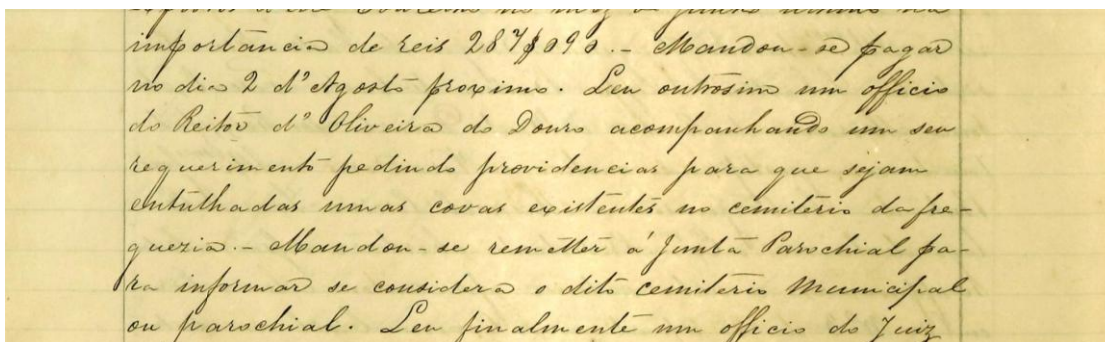 importancia de reis 287$090. - Mandou-se pagar
no dia 2 d'Agosto proximo. Leu outrosim um officio
do Reitor d'Oliveira do Douro acompanhando um seu
requerimento pedindo providencias para que sejam
entulhadas umas covas existentes no cemiterio da fre-
guezia. - Mandou-se remetter á Junta Parochial pa-
ra informar se considera o dito cemiterio Municipal
ou parochial. Leu finalmente um officio do Juiz